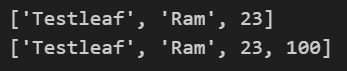 ['Testleaf', 'Ram', 23]
['Testleaf', 'Ram', 23, 100]